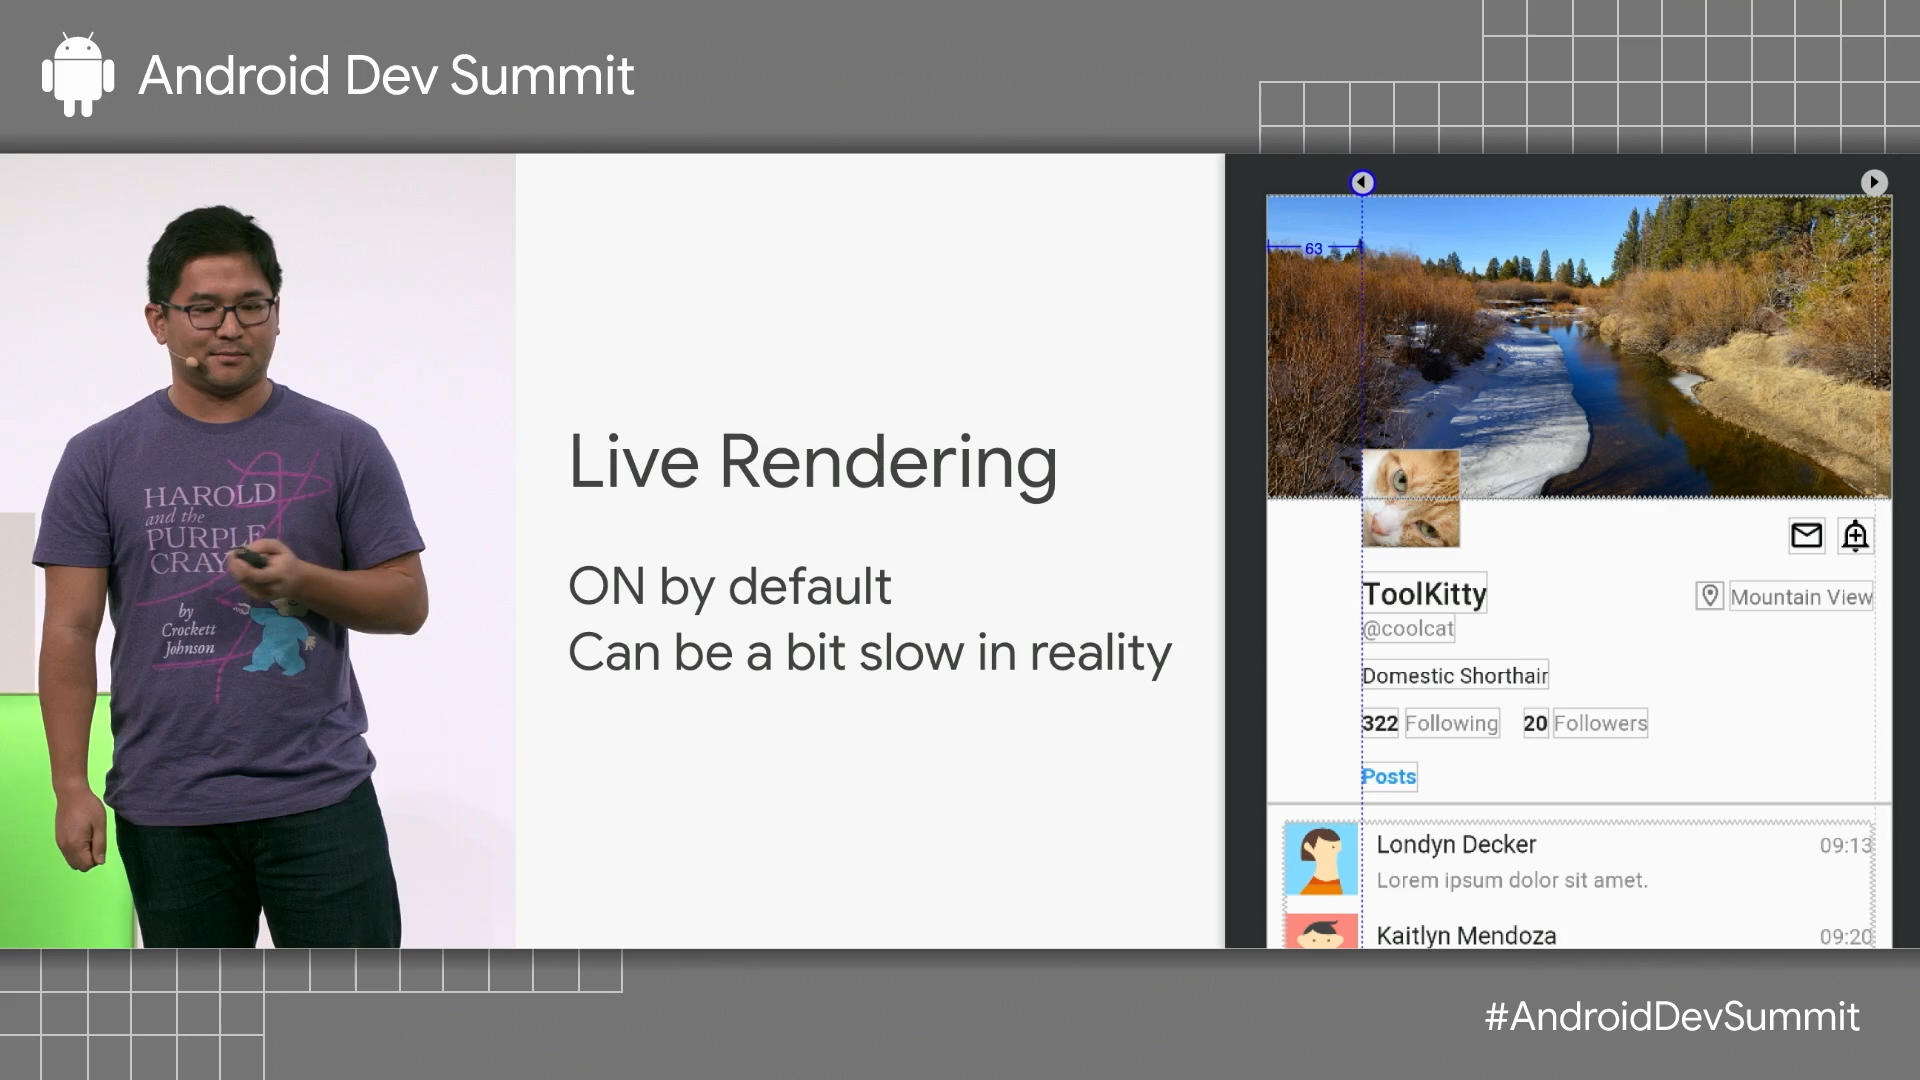 Android Dev Summit
HAROLD
and the
PURPLE
CRAY
by
Crockett
Johnson
Live Rendering
ON by default
Can be a bit slow in reality
63
ToolKitty
Mountain View
@coolcat
Domestic Shorthair
322 Following 20 Followers
Posts
Londyn Decker 09:13
Lorem ipsum dolor sit amet.
Kaitlyn Mendoza 09:20
#AndroidDevSummit